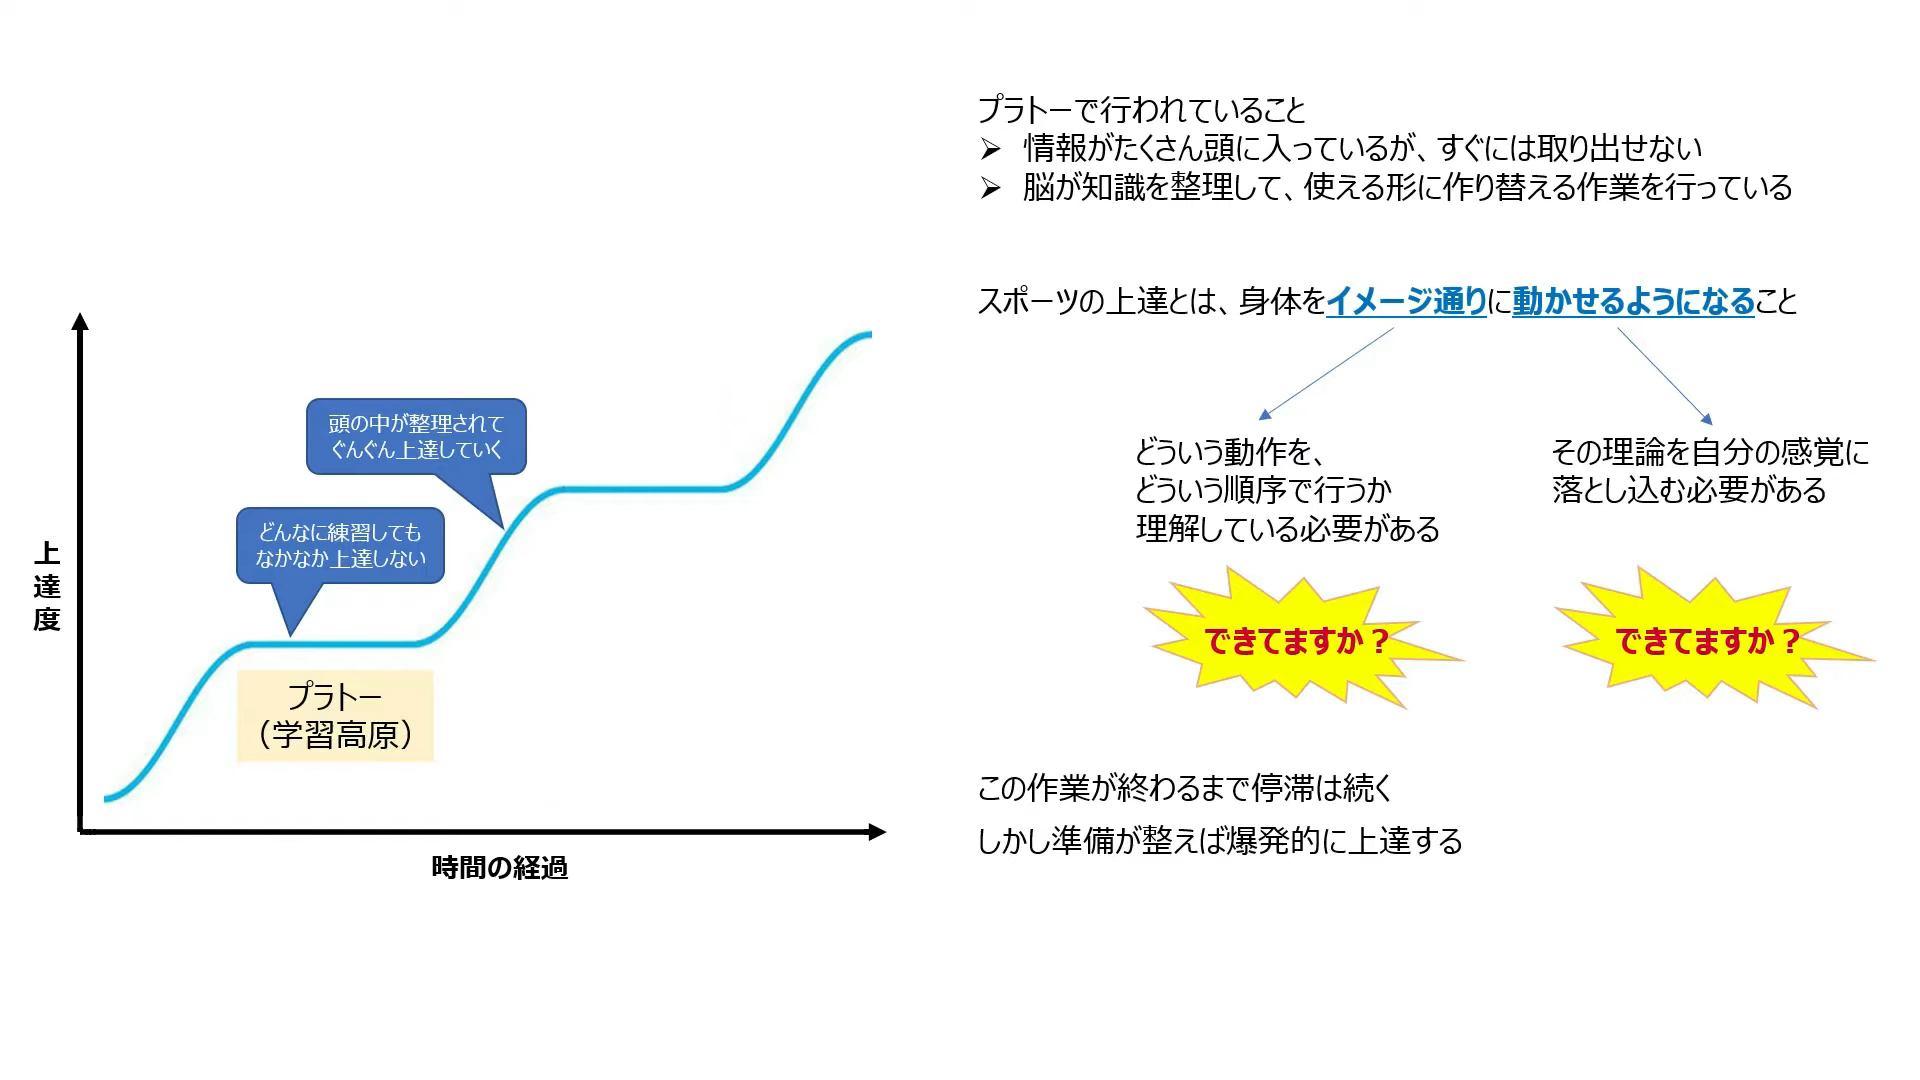 プラトーで行われていること
➢ 情報がたくさん頭に入っているが、すぐには取り出せない
➢ 脳が知識を整理して、使える形に作り替える作業を行っている
スポーツの上達とは、身体をイメージ通りに動かせるようになること
どういう動作を、
どういう順序で行うか
理解している必要がある
その理論を自分の感覚に
落とし込む必要がある
できてますか？
できてますか？
この作業が終わるまで停滞は続く
しかし準備が整えば爆発的に上達する
頭の中が整理されて
ぐんぐん上達していく
どんなに練習しても
なかなか上達しない
プラトー
（学習高原）
上達度
時間の経過